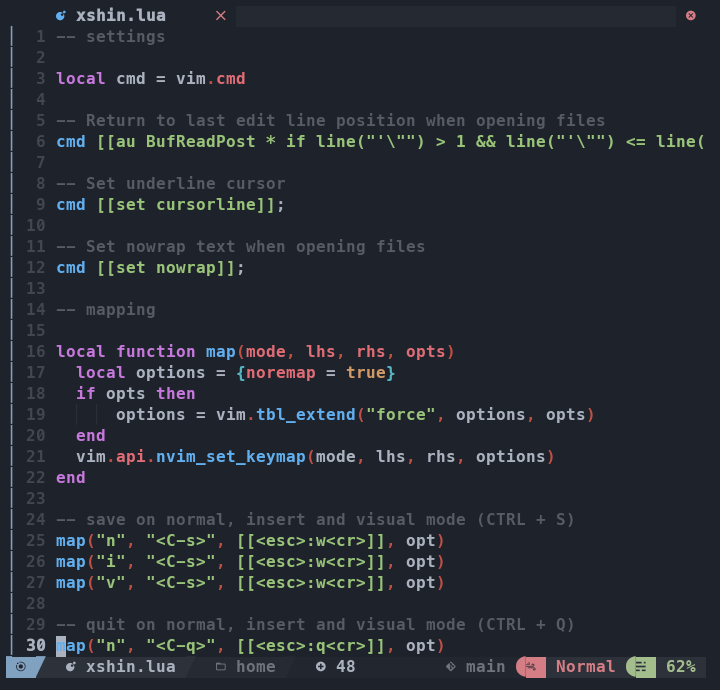 xshin.lua
1 -- settings
2
3 local cmd = vim.cmd
4
5 -- Return to last edit line position when opening files
6 cmd [[au BufReadPost * if line("'\"") > 1 && line("'\"") <= line(
7
8 -- Set underline cursor
9 cmd [[set cursorline]];
10
11 -- Set nowrap text when opening files
12 cmd [[set nowrap]];
13
14 -- mapping
15
16 local function map(mode, lhs, rhs, opts)
17   local options = {noremap = true}
18   if opts then
19       options = vim.tbl_extend("force", options, opts)
20   end
21   vim.api.nvim_set_keymap(mode, lhs, rhs, options)
22 end
23
24 -- save on normal, insert and visual mode (CTRL + S)
25 map("n", "<C-s>", [[<esc>:w<cr>]], opt)
26 map("i", "<C-s>", [[<esc>:w<cr>]], opt)
27 map("v", "<C-s>", [[<esc>:w<cr>]], opt)
28
29 -- quit on normal, insert and visual mode (CTRL + Q)
30 map("n", "<C-q>", [[<esc>:q<cr>]], opt)
xshin.lua home 48 main Normal 62%